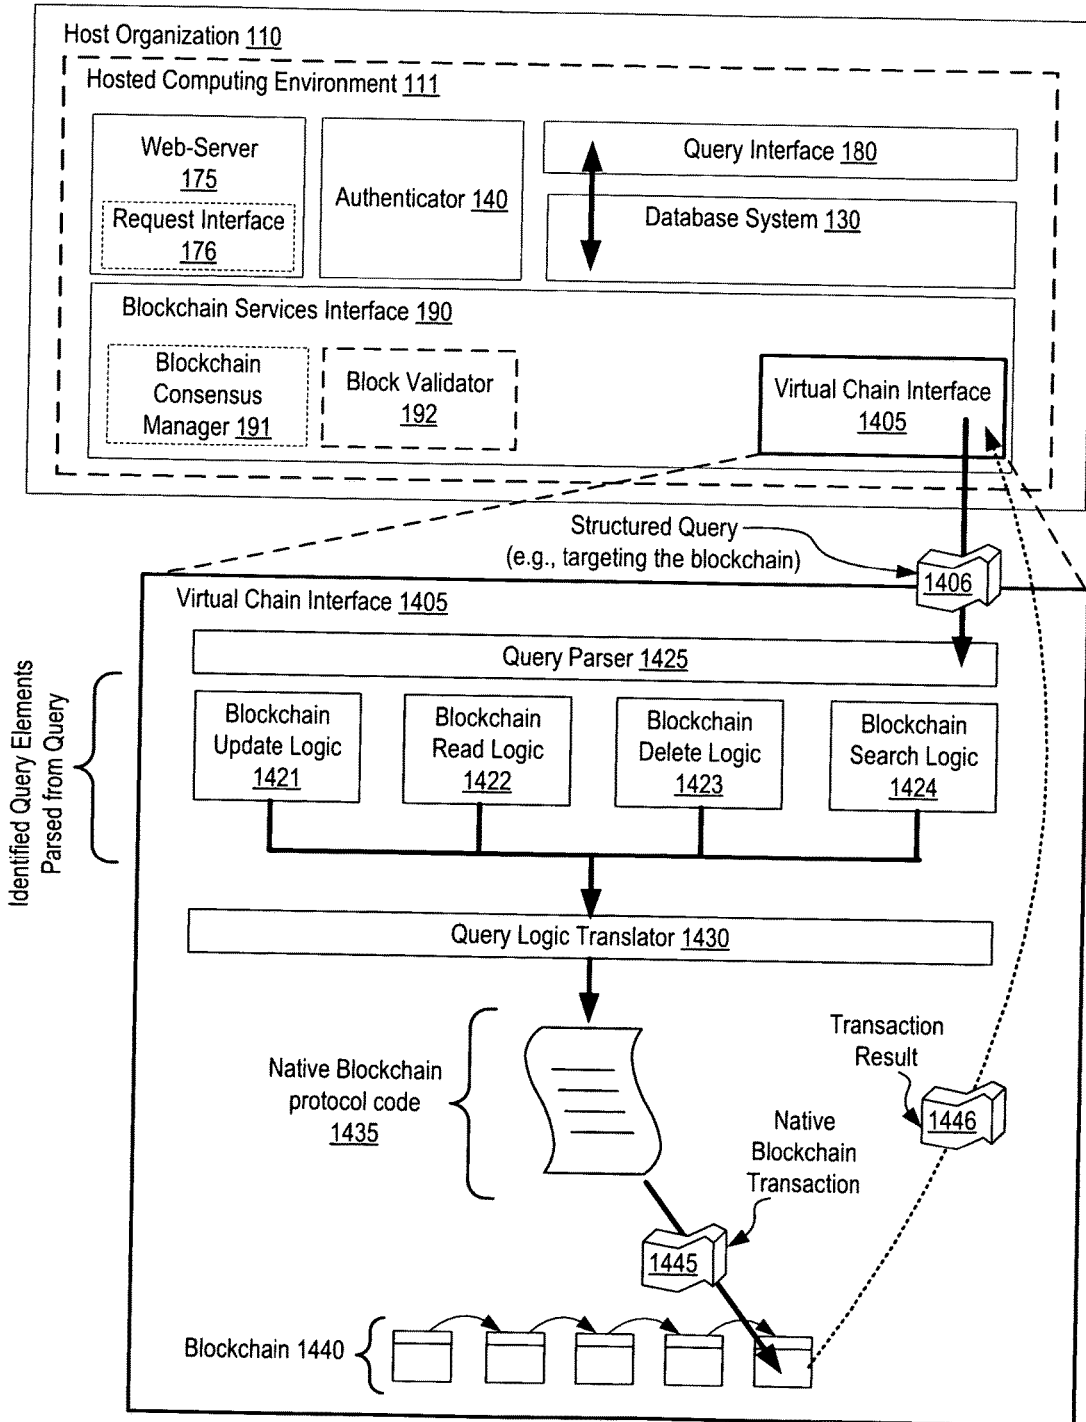 Host Organization 110
Hosted Computing Environment 111
Web-Server
175
Request Interface
176
Authenticator 140
Query Interface 180
Database System 130
Blockchain Services Interface 190
Blockchain
Consensus
Manager 191
Block Validator
192
Virtual Chain Interface
1405
Structured Query
(e.g., targeting the blockchain)
1406
Virtual Chain Interface 1405
Query Parser 1425
Identified Query Elements
Parsed from Query
Blockchain
Update Logic
1421
Blockchain
Read Logic
1422
Blockchain
Delete Logic
1423
Blockchain
Search Logic
1424
Query Logic Translator 1430
Native Blockchain
protocol code
1435
Transaction
Result
1446
Native
Blockchain
Transaction
1445
Blockchain 1440